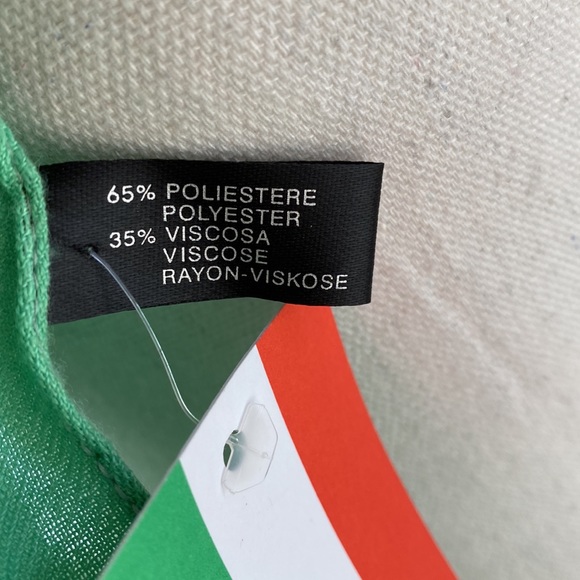 65% POLIESTERE
POLYESTER
35% VISCOSA
VISCOSE
RAYON-VISKOSE